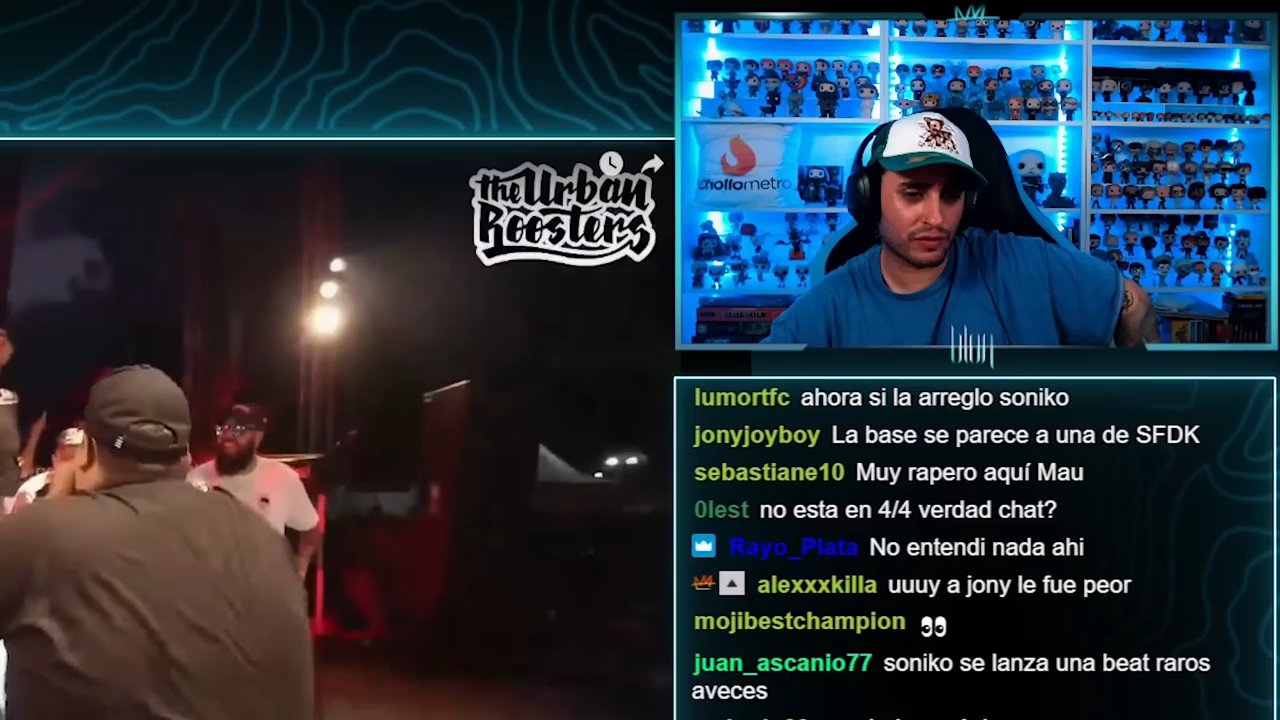 the Urban
Roosters
hollometro
lumortfc ahora si la arreglo soniko
jonyjoyboy La base se parece a una de SFDK
sebastiane10 Muy rapero aquí Mau
0lest no esta en 4/4 verdad chat?
Rayo_Plata No entendi nada ahi
alexxxkilla uuuy a jony le fue peor
mojibestchampion
juan_ascanio77 soniko se lanza una beat raros
aveces